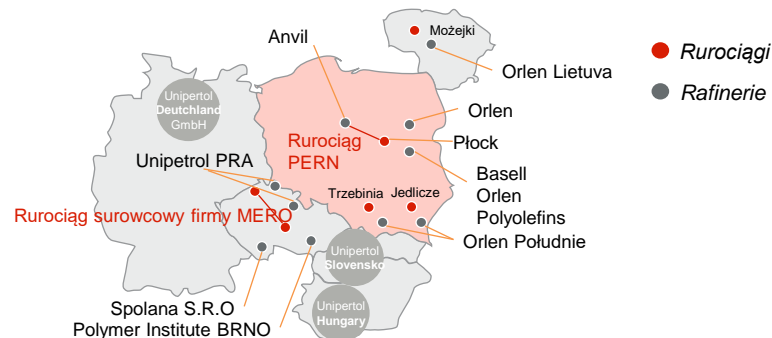 Anvil
Możejki
Orlen Lietuva
Rurociągi
Rafinerie
Unipertol
Deutchland
GmbH
Orlen
Rurociąg
PERN
Płock
Unipetrol PRA
Basell
Orlen
Polyolefins
Trzebinia
Jedlicze
Rurociąg surowcowy firmy MERO
Orlen Południe
Unipertol
Slovensko
Spolana S.R.O
Polymer Institute BRNO
Unipertol
Hungary